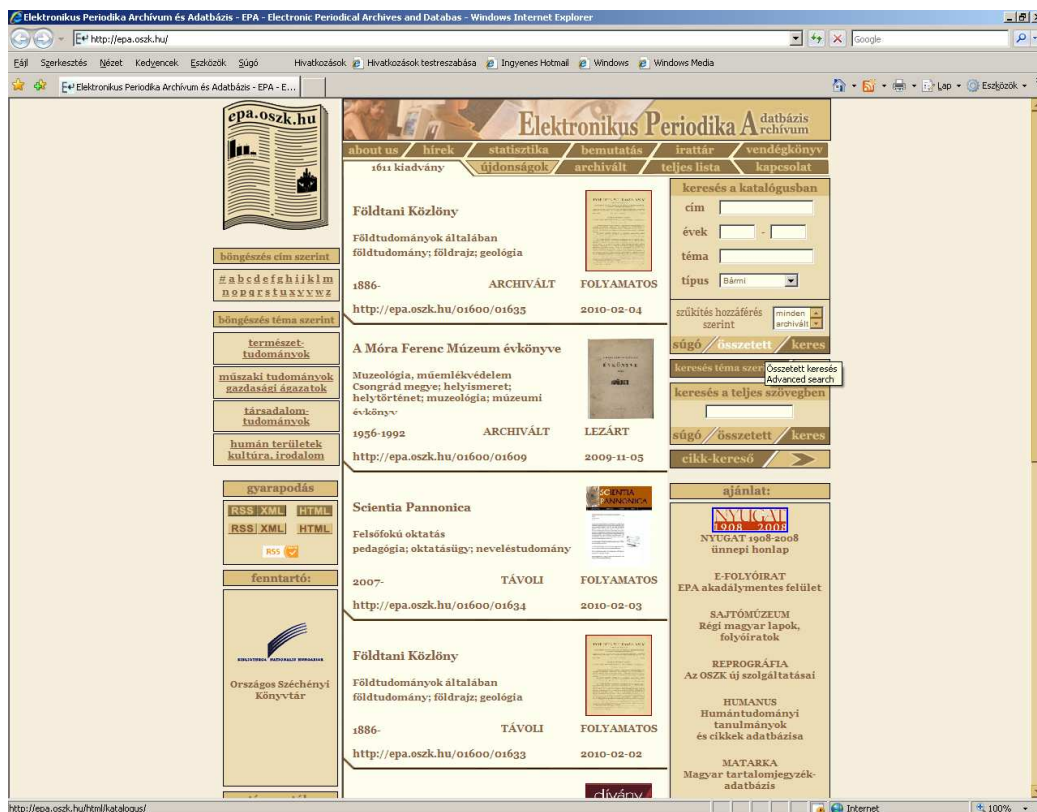 Elektronikus Periodika Archívum és Adatbázis - EPA - Electronic Periodical Archives and Databas - Windows Internet Explorer
http://epa.oszk.hu/
Google
Fájl Szerkesztés Nézet Kedvencek Eszközök Súgó Hivatkozások Hivatkozások testreszabása Ingyenes Hotmail Windows Windows Media
Elektronikus Periodika Archívum és Adatbázis - EPA - E...
Lap Eszközök
epa.oszk.hu
böngészés cím szerint
# a b c d e f g h i j k l m
n o p q r s t u x y v w z
böngészés téma szerint
természet-
tudományok
műszaki tudományok
gazdasági ágazatok
társadalom-
tudományok
humán területek
kultúra, irodalom
gyarapodás
RSS XML HTML
RSS XML HTML
RSS
fenntartó:
BIBLIOTHECA NATIONALIS HUNGARIAE
Országos Széchényi
Könyvtár
Elektronikus Periodika Adatbázis
Archívum
about us hírek statisztika bemutatás irattár vendégkönyv
1611 kiadvány újdonságok archivált teljes lista kapcsolat
Földtani Közlöny
Földtudományok általában
földtudomány; földrajz; geológia
1886- ARCHIVÁLT FOLYAMATOS
http://epa.oszk.hu/01600/01635 2010-02-04
A Móra Ferenc Múzeum évkönyve
Muzeológia, műemlékvédelem
Csongrád megye; helyismeret;
helytörténet; muzeológia; múzeumi
évkönyv
1956-1992 ARCHIVÁLT LEZÁRT
http://epa.oszk.hu/01600/01609 2009-11-05
Scientia Pannonica
SCIENTIA
PANNONICA
Felsőfokú oktatás
pedagógia; oktatásügy; neveléstudomány
2007- TÁVOLI FOLYAMATOS
http://epa.oszk.hu/01600/01634 2010-02-03
Földtani Közlöny
Földtudományok általában
földtudomány; földrajz; geológia
1886- TÁVOLI FOLYAMATOS
http://epa.oszk.hu/01600/01633 2010-02-02
dívány
keresés a katalógusban
cím
évek -
téma
típus Bármi
szűkítés hozzáférés
szerint
minden
archivált
súgó összetett keres
keresés téma szer
Összetett keresés
Advanced search
keresés a teljes szövegben
súgó összetett keres
cikk-kereső
ajánlat:
NYUGAT
1908 2008
NYUGAT 1908-2008
ünnepi honlap
E-FOLYÓIRAT
EPA akadálymentes felület
SAJTÓMÚZEUM
Régi magyar lapok,
folyóiratok
REPROGRÁFIA
Az OSZK új szolgáltatásai
HUMANUS
Humántudományi
tanulmányok
és cikkek adatbázisa
MATARKA
Magyar tartalomjegyzék-
adatbázis
http://epa.oszk.hu/html/katalogus/
Internet
100%